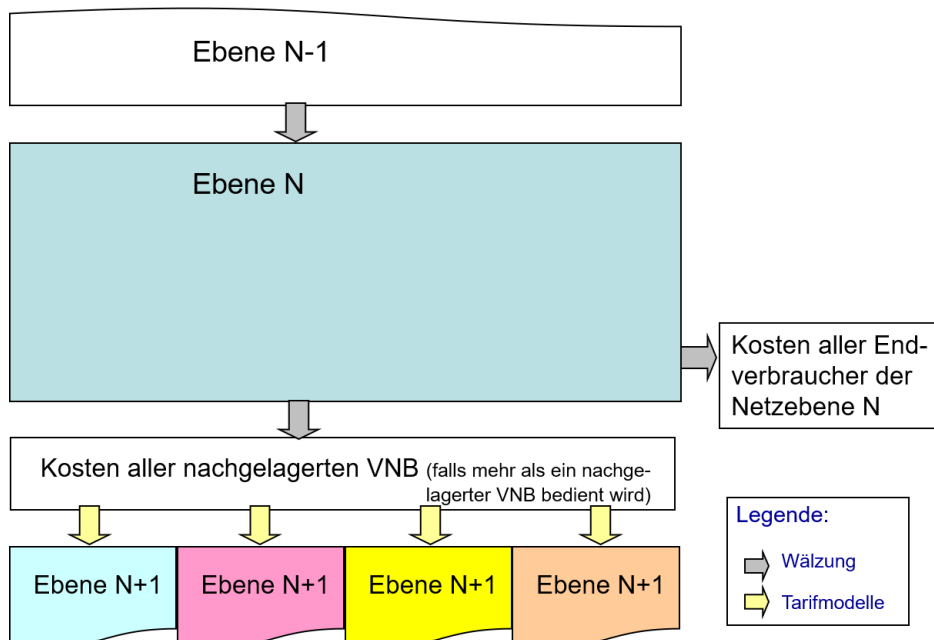 Ebene N-1
Ebene N
Kosten aller End-
verbraucher der
Netzebene N
Kosten aller nachgelagerten VNB (falls mehr als ein nachge-
lagerter VNB bedient wird)
Legende:
Wälzung
Tarifmodelle
Ebene N+1
Ebene N+1
Ebene N+1
Ebene N+1